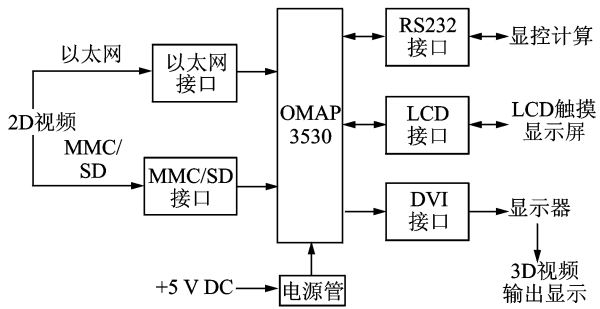 以太网
2D视频
MMC/
SD
以太网
接口
MMC/SD
接口
+5 V DC
电源管
OMAP
3530
RS232
接口
显控计算
LCD
接口
LCD触摸
显示屏
DVI
接口
显示器
3D视频
输出显示